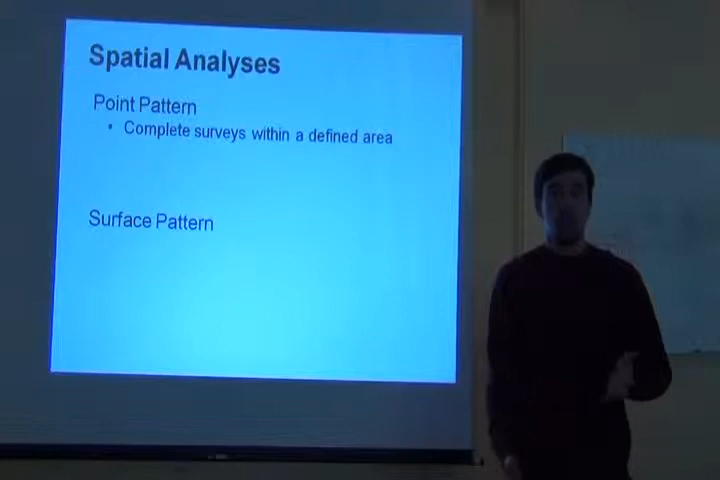 Spatial Analyses
Point Pattern
• Complete surveys within a defined area
Surface Pattern